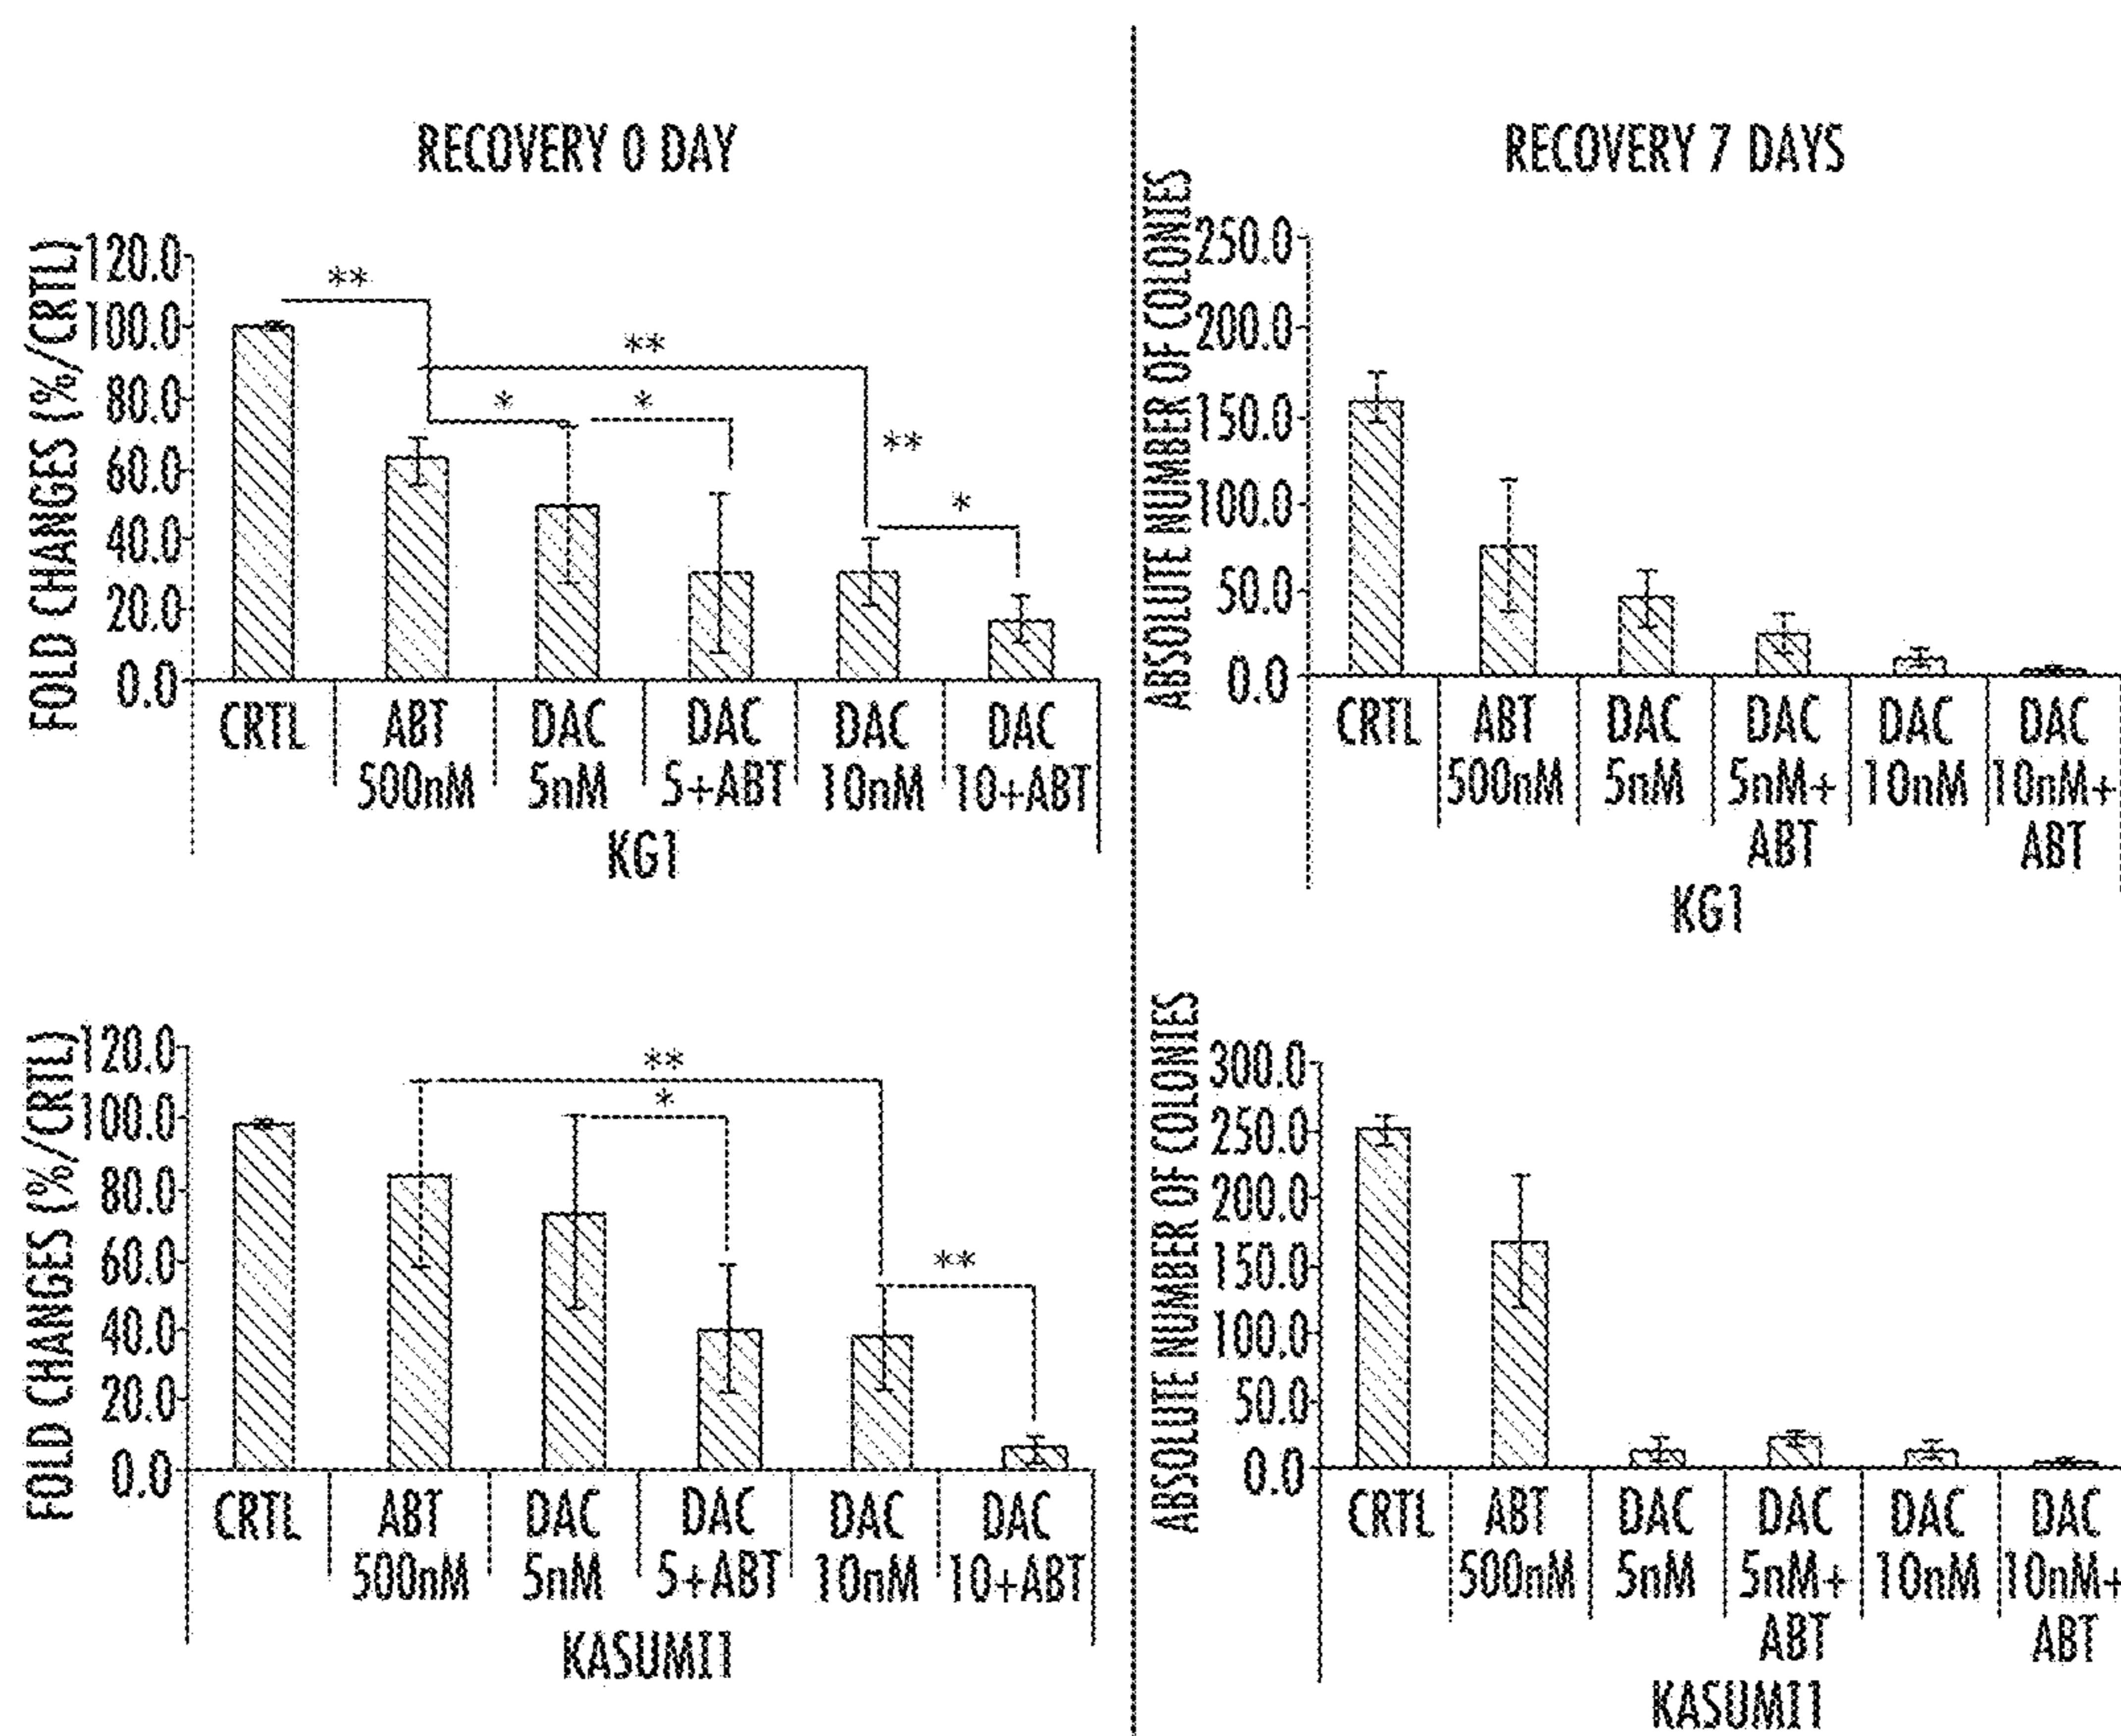 RECOVERY 0 DAY
FOLD CHANGES (%/CRTL)
120.0
100.0
80.0
60.0
40.0
20.0
0.0
**
**
*
*
**
*
CRTL
ABT
500nM
DAC
5nM
DAC
5+ABT
DAC
10nM
DAC
10+ABT
KG1
RECOVERY 7 DAYS
ABSOLUTE NUMBER OF COLONIES
250.0
200.0
150.0
100.0
50.0
0.0
CRTL
ABT
500nM
DAC
5nM
DAC
5nM+
ABT
DAC
10nM
DAC
10nM+
ABT
KG1
FOLD CHANGES (%/CRTL)
120.0
100.0
80.0
60.0
40.0
20.0
0.0
**
*
**
CRTL
ABT
500nM
DAC
5nM
DAC
5+ABT
DAC
10nM
DAC
10+ABT
KASUMI1
ABSOLUTE NUMBER OF COLONIES
300.0
250.0
200.0
150.0
100.0
50.0
0.0
CRTL
ABT
500nM
DAC
5nM
DAC
5nM+
ABT
DAC
10nM
DAC
10nM+
ABT
KASUMI1